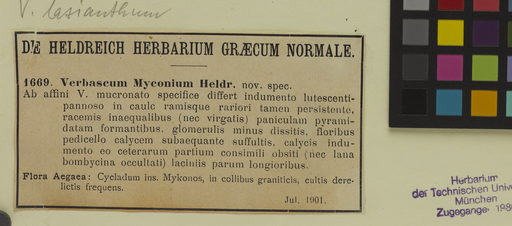 V. lasianthum
DE HELDREICH HERBARIUM GRÆCUM NORMALE.
1669. Verbascum Myconium Heldr. nov. spec.
Ab affini V. mucronato specifice differt indumento lutescenti-
pannoso in caule ramisque rariori tamen persistente,
racemis inaequalibus (nec virgatis) paniculam pyrami-
datam formantibus, glomerulis minus dissitis, floribus
pedicello calycem subaequante suffultis, calycis indu-
mento eo ceterarum partium consimili obsiti (nec lana
bombycina occultati) laciniis parum longioribus.
Flora Aegaea: Cycladum ins. Mykonos, in collibus graniticis, cultis dere-
lictis frequens.
Jul. 1901.
Herbarium
der Technischen Unive
München
Zugegange 198